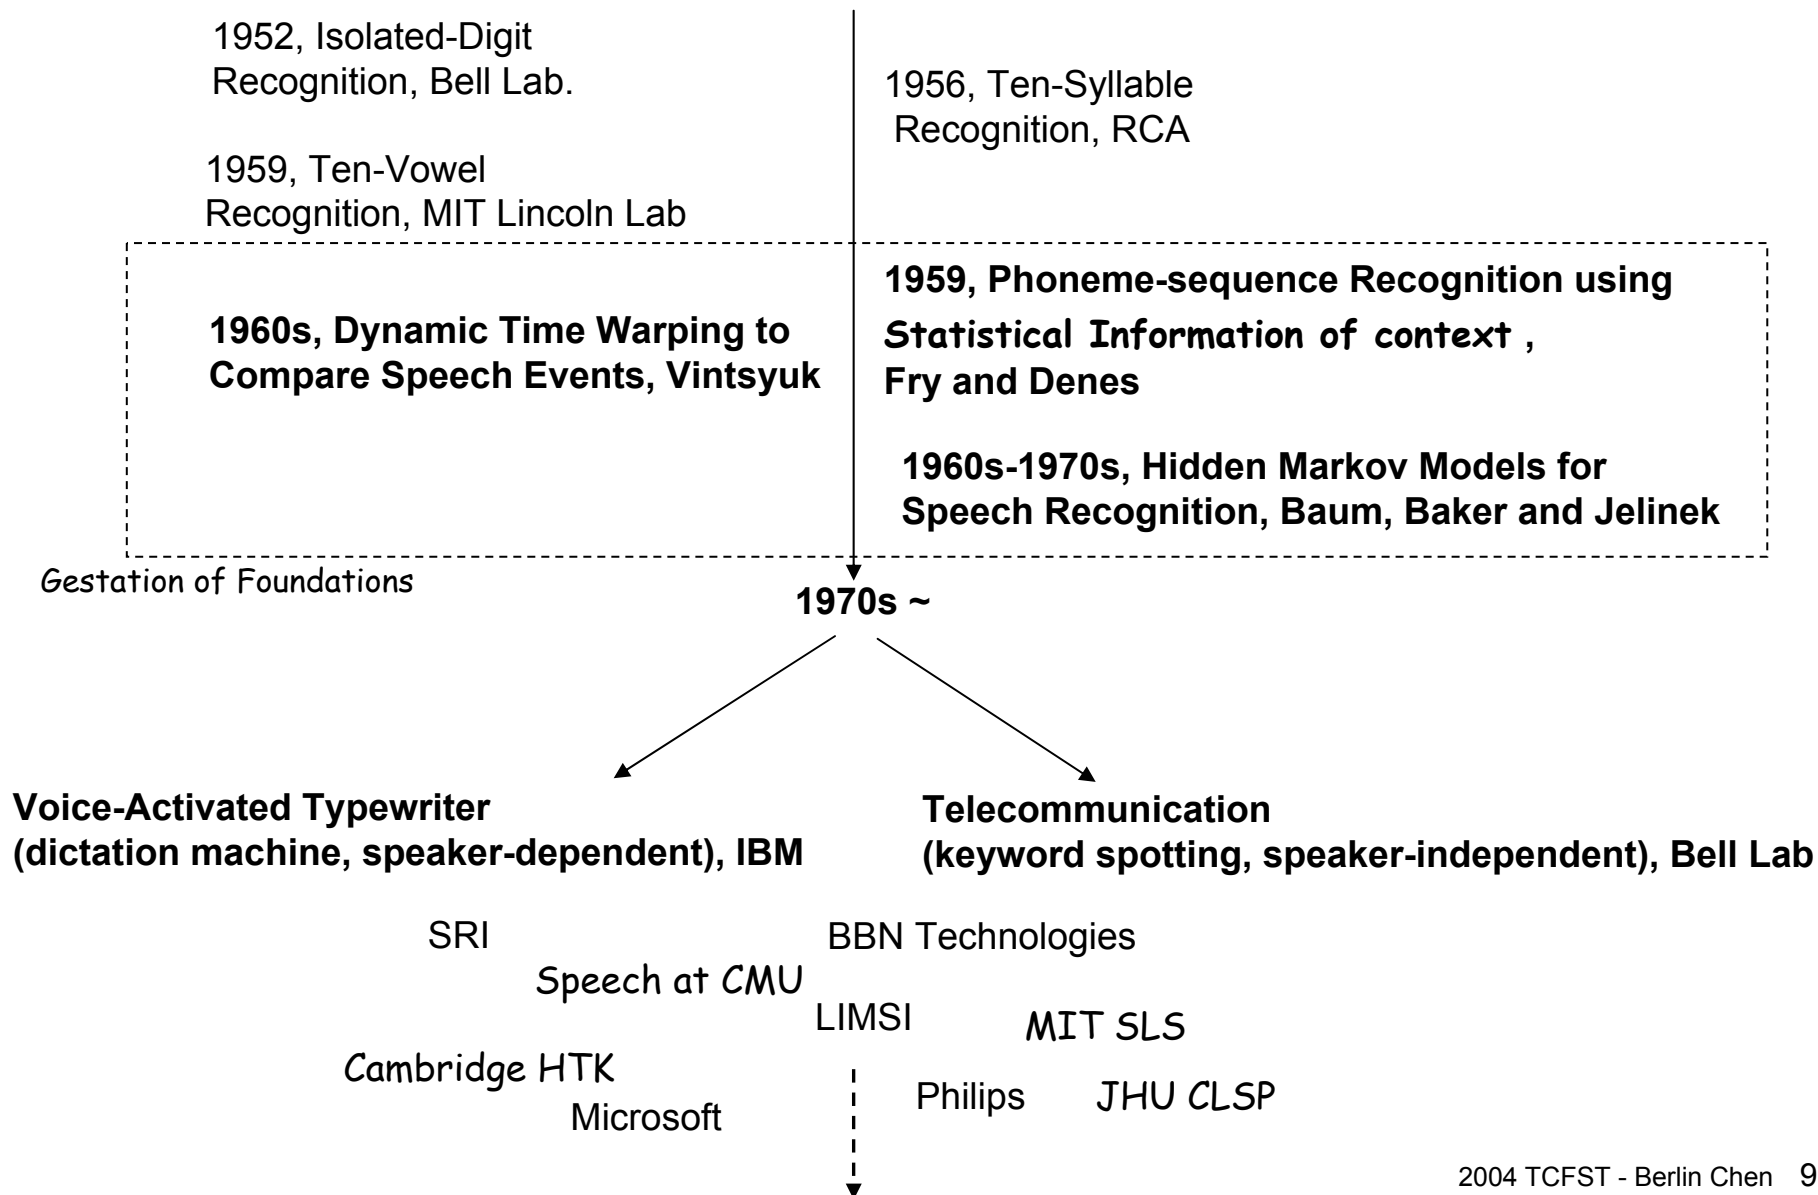 1952, Isolated-Digit
Recognition, Bell Lab.
1956, Ten-Syllable
Recognition, RCA
1959, Ten-Vowel
Recognition, MIT Lincoln Lab
1959, Phoneme-sequence Recognition using
Statistical Information of context ,
Fry and Denes
1960s, Dynamic Time Warping to
Compare Speech Events, Vintsyuk
1960s-1970s, Hidden Markov Models for
Speech Recognition, Baum, Baker and Jelinek
Gestation of Foundations
1970s ~
Voice-Activated Typewriter
(dictation machine, speaker-dependent), IBM
Telecommunication
(keyword spotting, speaker-independent), Bell Lab
SRI
BBN Technologies
Speech at CMU
LIMSI
MIT SLS
Cambridge HTK
Microsoft
Philips
JHU CLSP
2004 TCFST - Berlin Chen 9